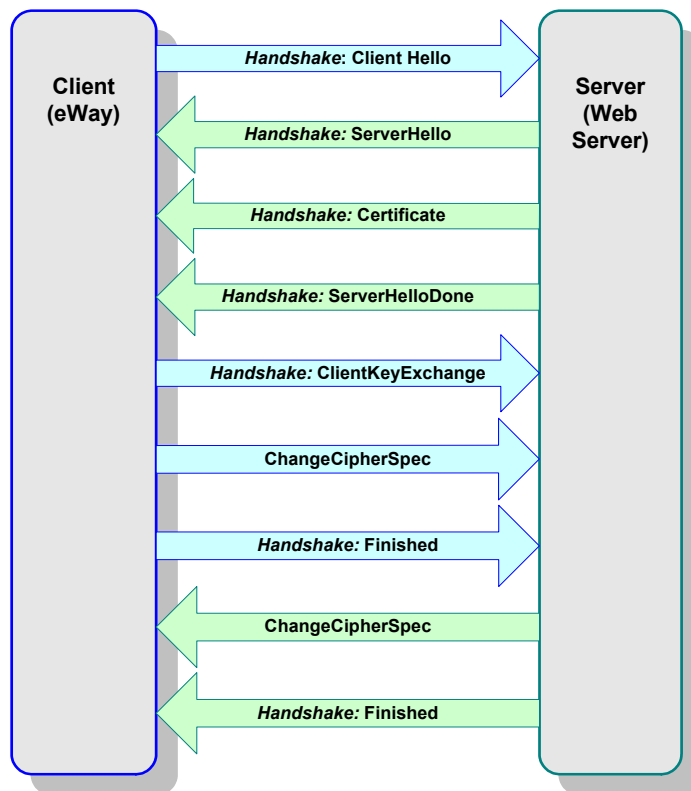 Client
(eWay)
Server
(Web
Server)
Handshake: Client Hello
Handshake: ServerHello
Handshake: Certificate
Handshake: ServerHelloDone
Handshake: ClientKeyExchange
ChangeCipherSpec
Handshake: Finished
ChangeCipherSpec
Handshake: Finished